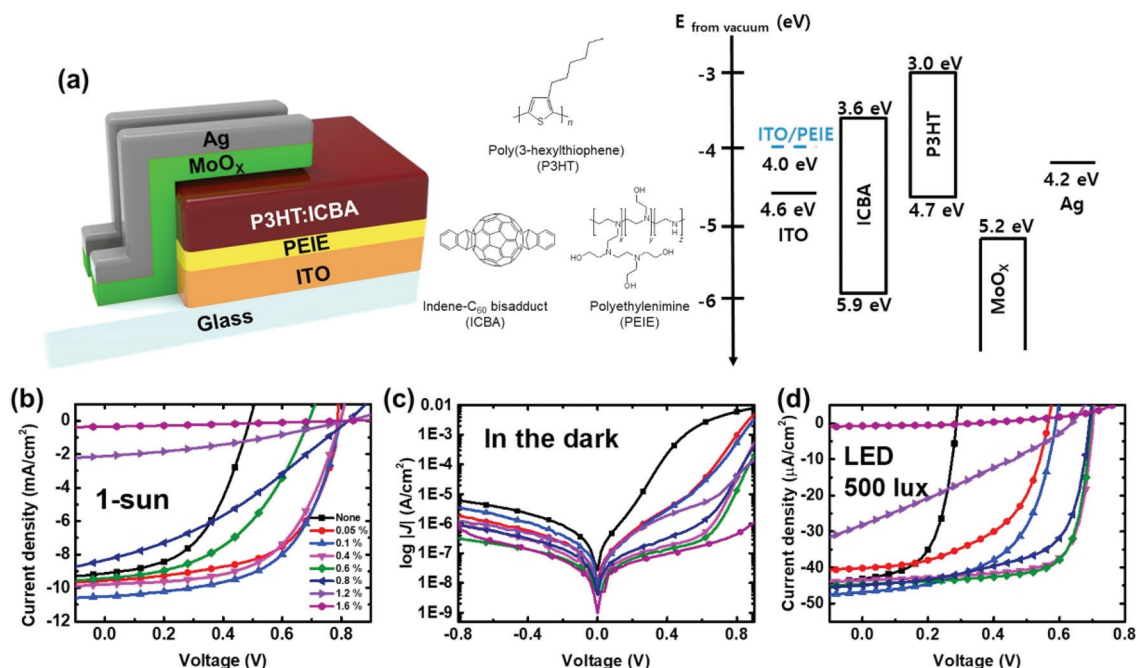 (a)
Ag
MoOₓ
P3HT:ICBA
PEIE
ITO
Glass
S
n
Poly(3-hexylthiophene)
(P3HT)
Indene-C₆₀ bisadduct
(ICBA)
OH
N
N
N
H
x
y
z
HO
N
N
OH
OH
OH
Polyethylenimine
(PEIE)
E from vacuum (eV)
-3
-4
-5
-6
ITO/PEIE
4.0 eV
4.6 eV
ITO
3.6 eV
ICBA
5.9 eV
3.0 eV
P3HT
4.7 eV
5.2 eV
MoOₓ
4.2 eV
Ag
(b)
Current density (mA/cm²)
0
-2
-4
-6
-8
-10
-12
1-sun
None
0.05 %
0.1 %
0.4 %
0.6 %
0.8 %
1.2 %
1.6 %
0.0 0.2 0.4 0.6 0.8
Voltage (V)
(c)
log |J| (A/cm²)
0.01
1E-3
1E-4
1E-5
1E-6
1E-7
1E-8
1E-9
In the dark
-0.8 -0.4 0.0 0.4 0.8
Voltage (V)
(d)
Current density (μA/cm²)
0
-10
-20
-30
-40
-50
LED
500 lux
0.0 0.2 0.4 0.6 0.8
Voltage (V)